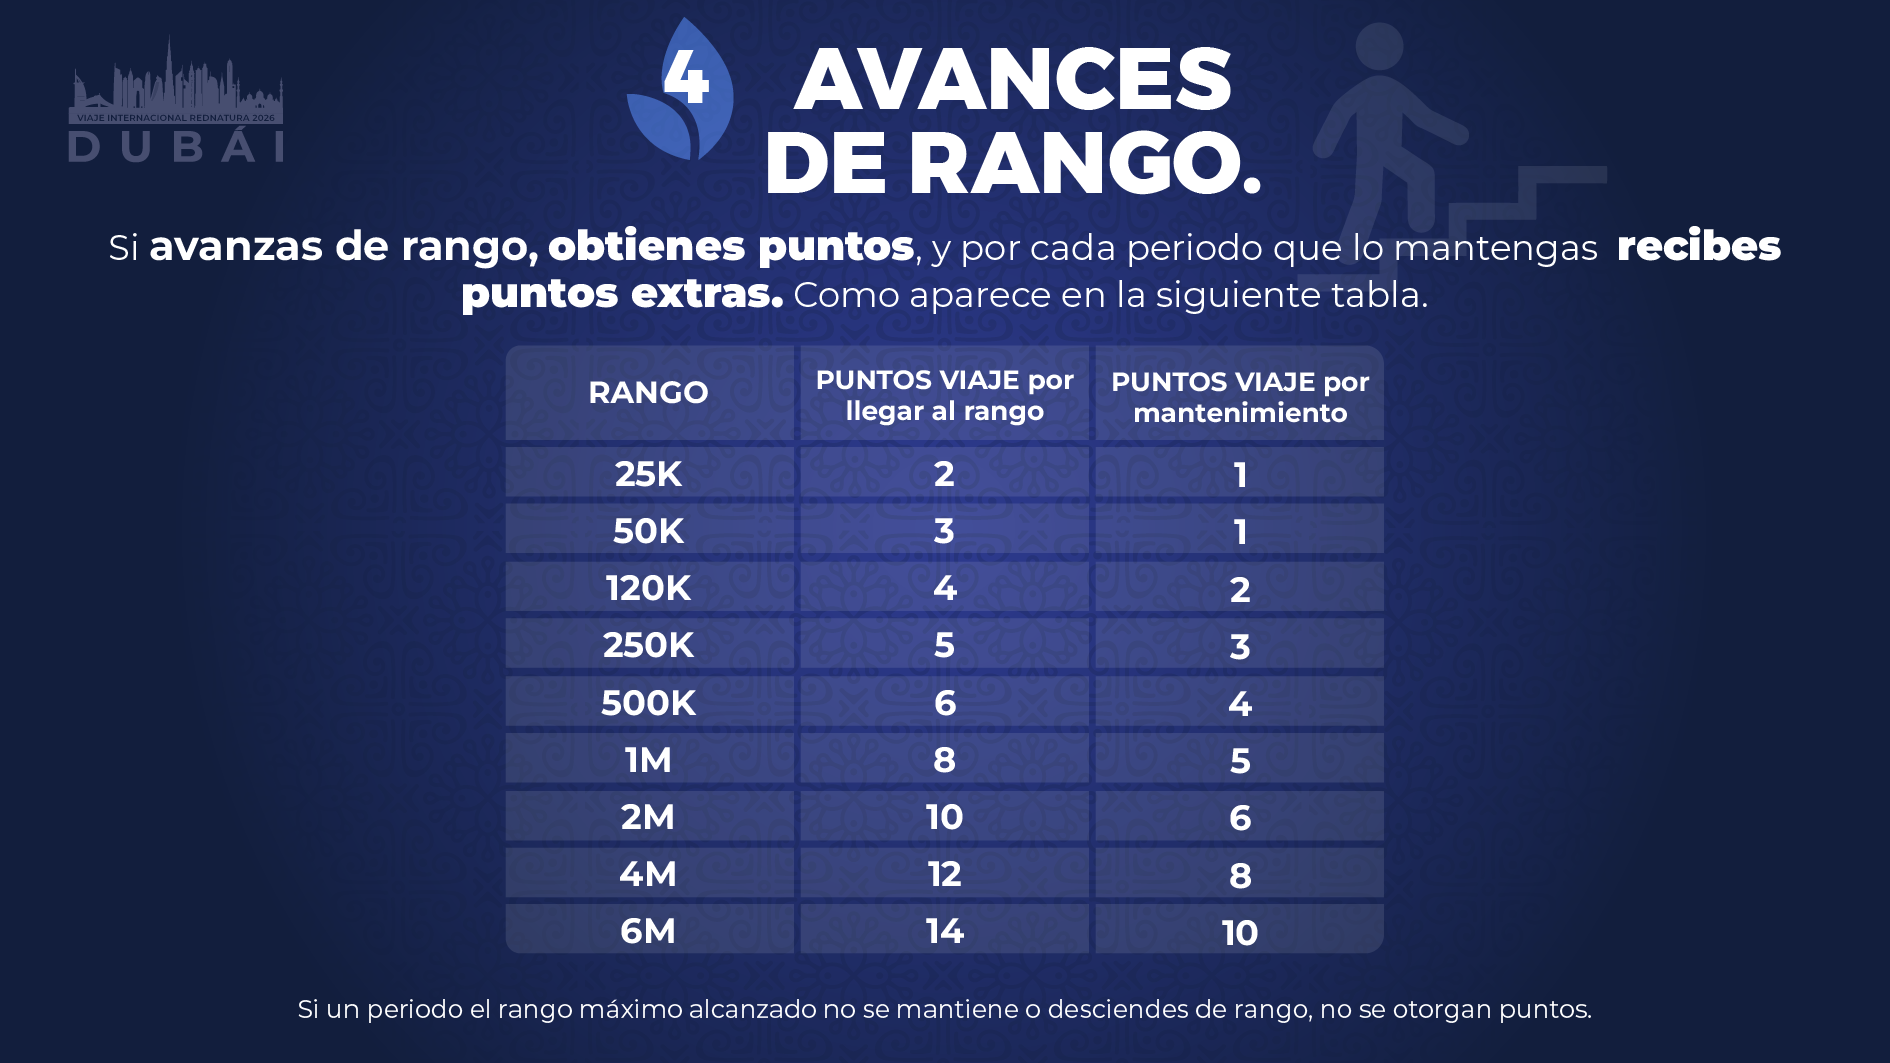 VIAJE INTERNACIONAL REDNATURA 2026
DUBÁI
4
AVANCES
DE RANGO.
Si avanzas de rango, obtienes puntos, y por cada periodo que lo mantengas recibes
puntos extras. Como aparece en la siguiente tabla.
RANGO PUNTOS VIAJE por llegar al rango PUNTOS VIAJE por mantenimiento
25K 2 1
50K 3 1
120K 4 2
250K 5 3
500K 6 4
1M 8 5
2M 10 6
4M 12 8
6M 14 10
Si un periodo el rango máximo alcanzado no se mantiene o desciendes de rango, no se otorgan puntos.